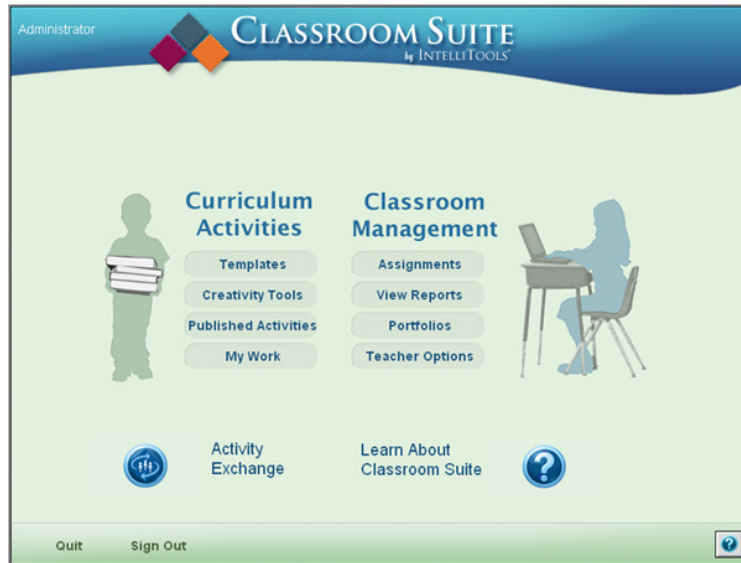 Administrator
CLASSROOM SUITE
by INTELLITOOLS®
Curriculum
Activities
Templates
Creativity Tools
Published Activities
My Work
Classroom
Management
Assignments
View Reports
Portfolios
Teacher Options
Activity
Exchange
Learn About
Classroom Suite
?
Quit
Sign Out
?